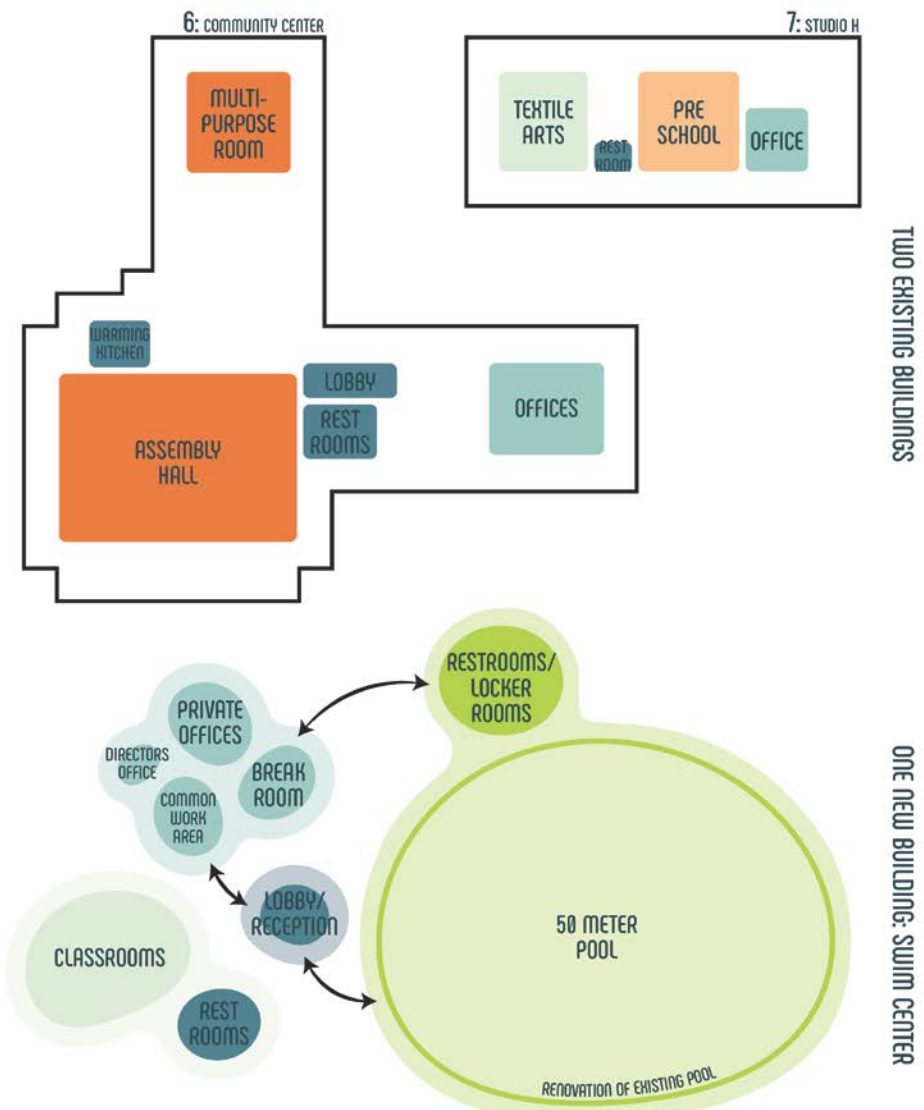 6: COMMUNITY CENTER
MULTI-
PURPOSE
ROOM
WARMING
KITCHEN
LOBBY
REST
ROOMS
ASSEMBLY
HALL
OFFICES
7: STUDIO H
TEXTILE
ARTS
REST
ROOM
PRE
SCHOOL
OFFICE
TWO EXISTING BUILDINGS
PRIVATE
OFFICES
DIRECTORS
OFFICE
BREAK
ROOM
COMMON
WORK
AREA
RESTROOMS/
LOCKER
ROOMS
LOBBY/
RECEPTION
CLASSROOMS
REST
ROOMS
50 METER
POOL
RENOVATION OF EXISTING POOL
ONE NEW BUILDING: SWIM CENTER